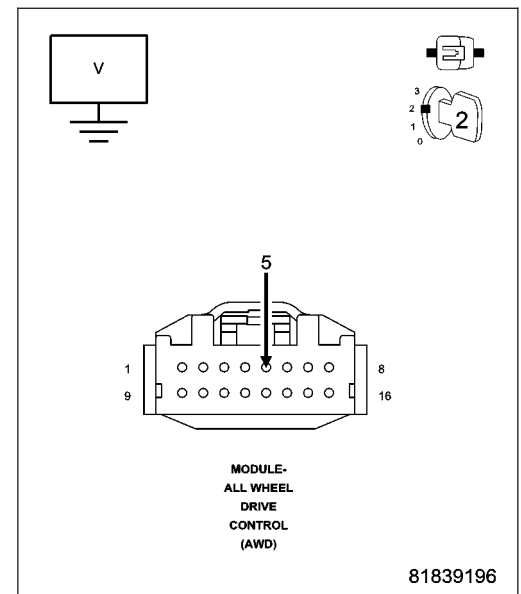 V
3
2
1
0
2
5
1
8
9
16
MODULE-
ALL WHEEL
DRIVE
CONTROL
(AWD)
81839196